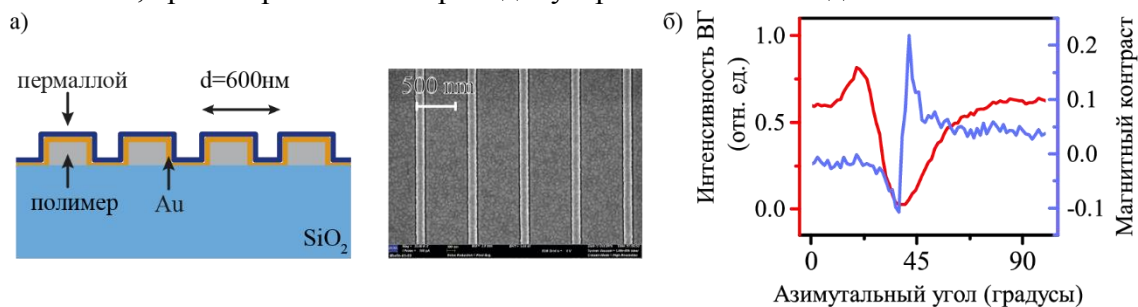 а)
б)
пермаллой
d=600нм
полимер
Au
SiO2
500 nm
Интенсивность ВГ
(отн. ед.)
1.0
0.5
0.0
0
45
90
Азимутальный угол (градусы)
0.2
0.1
0.0
-0.1
Магнитный контраст